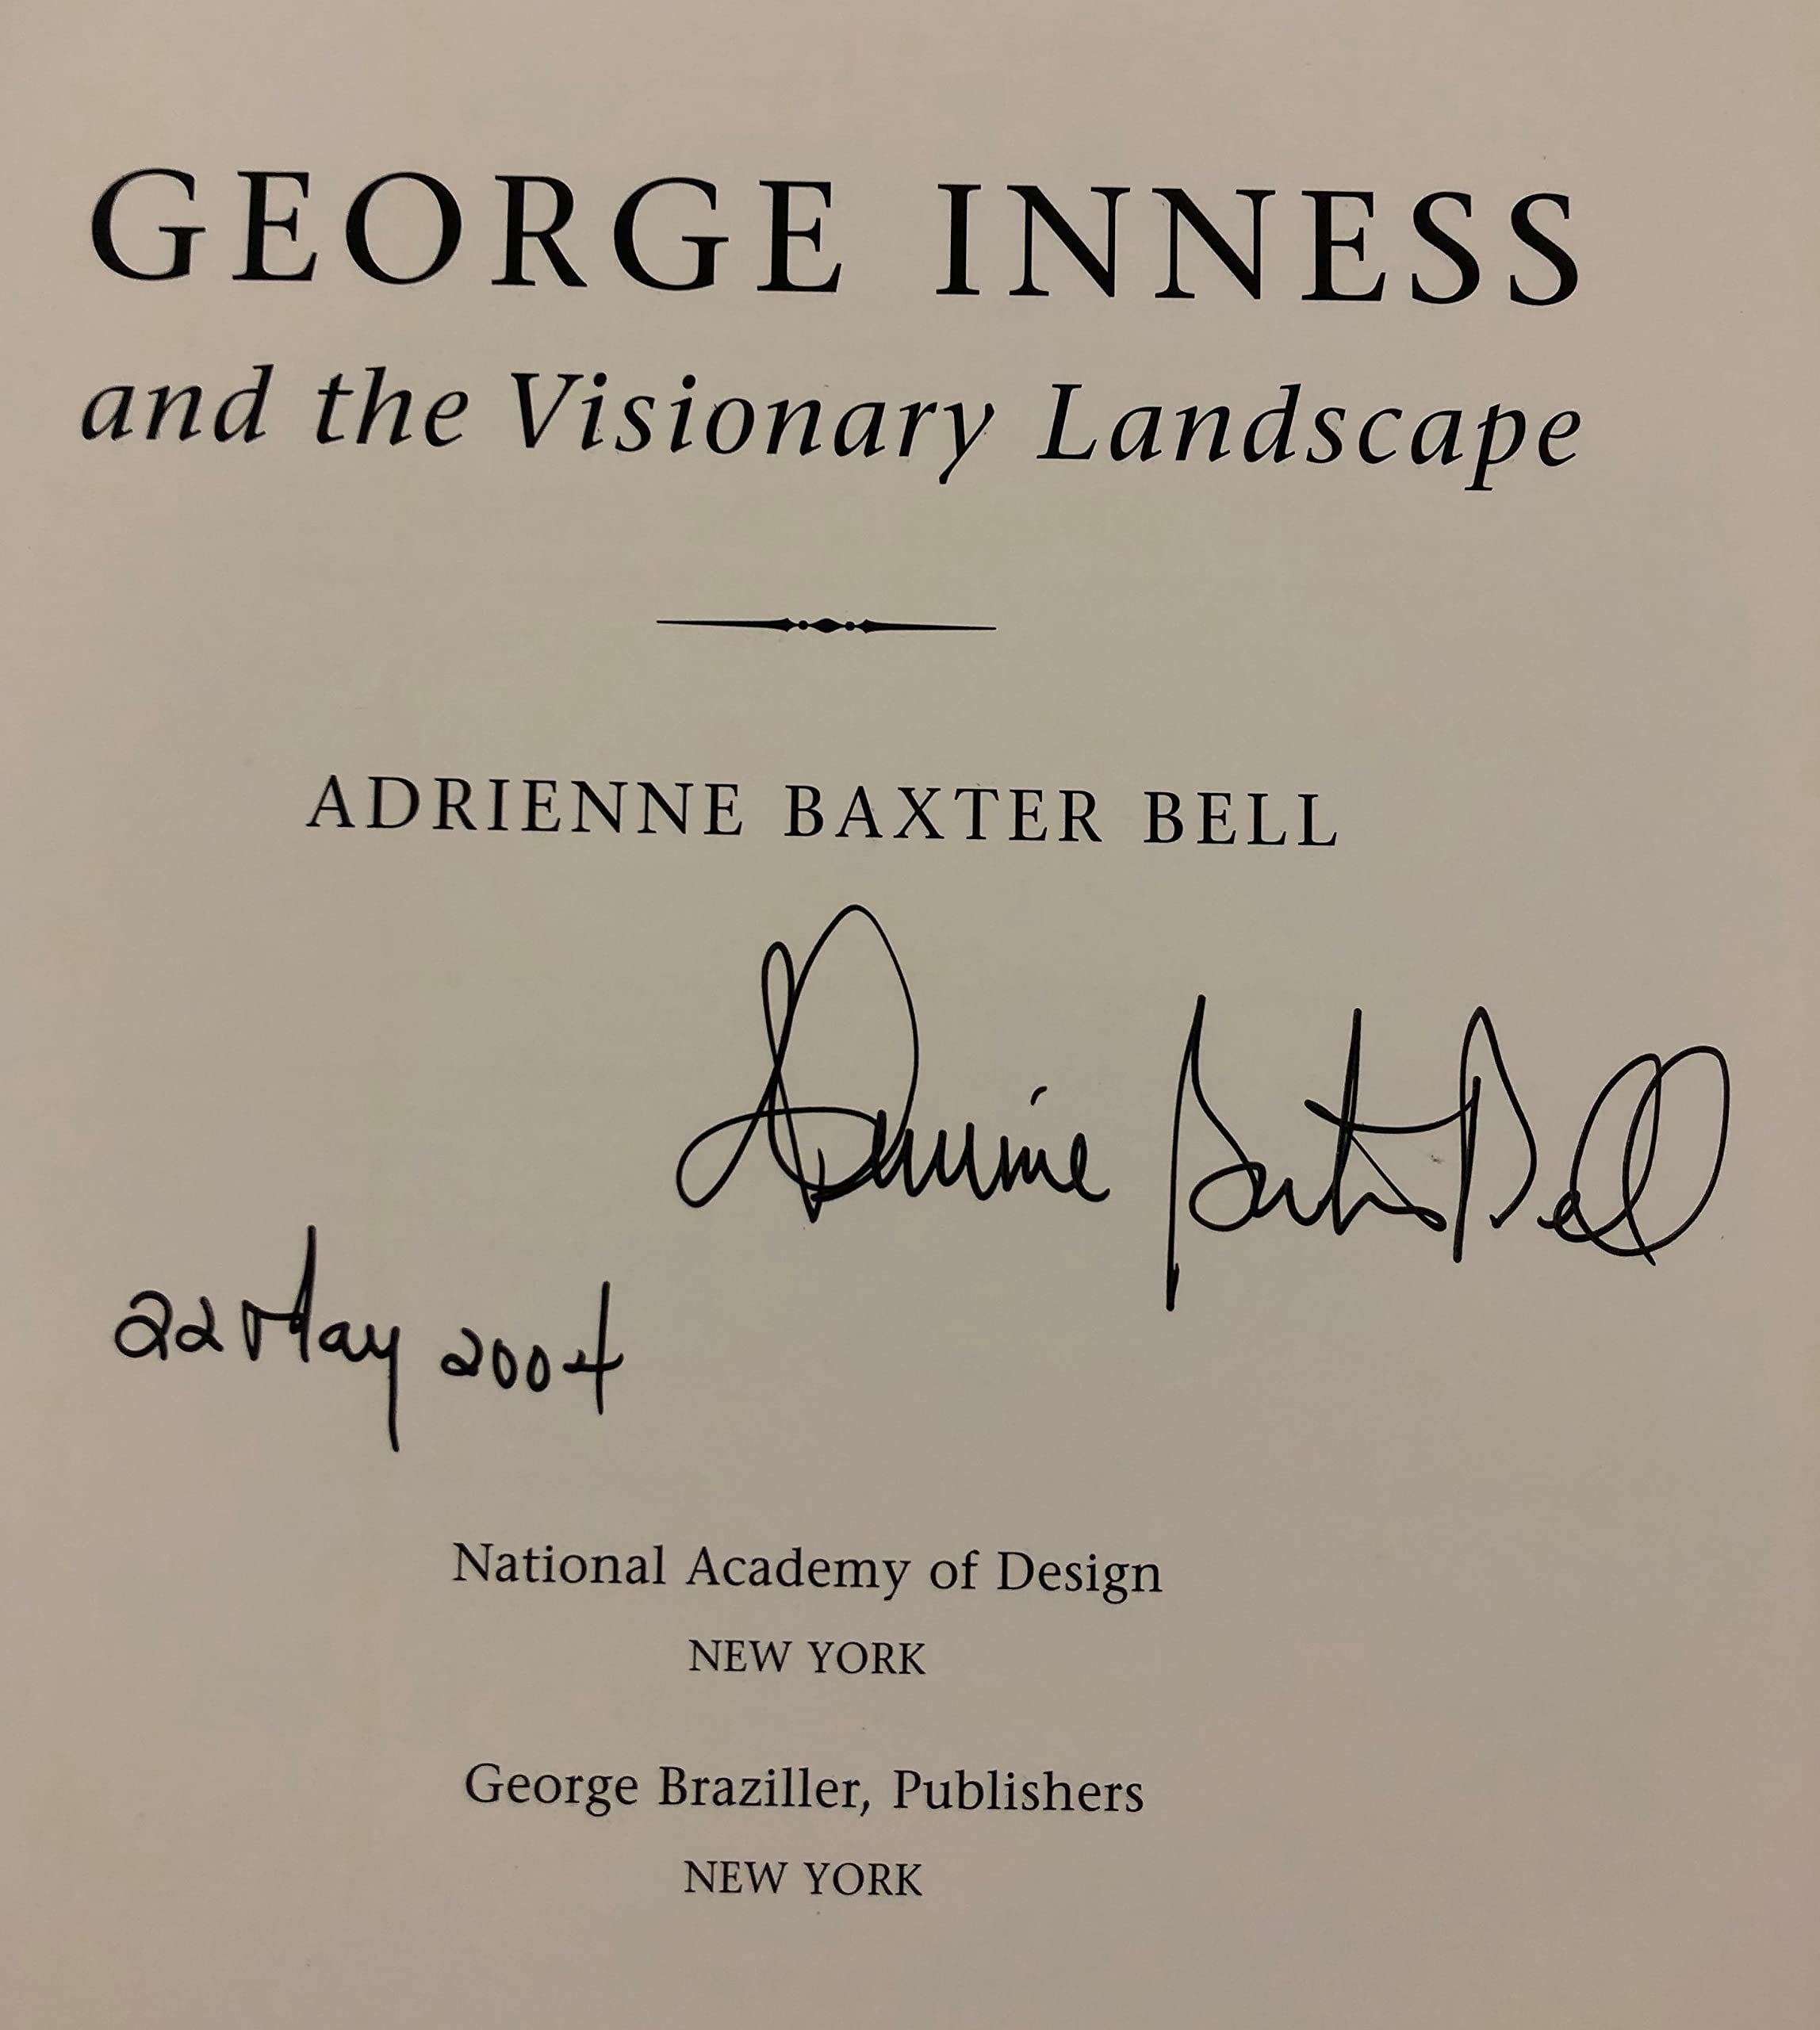 GEORGE INNESS
and the Visionary Landscape
ADRIENNE BAXTER BELL
Adrienne Baxter Bell
22 May 2004
National Academy of Design
NEW YORK
George Braziller, Publishers
NEW YORK